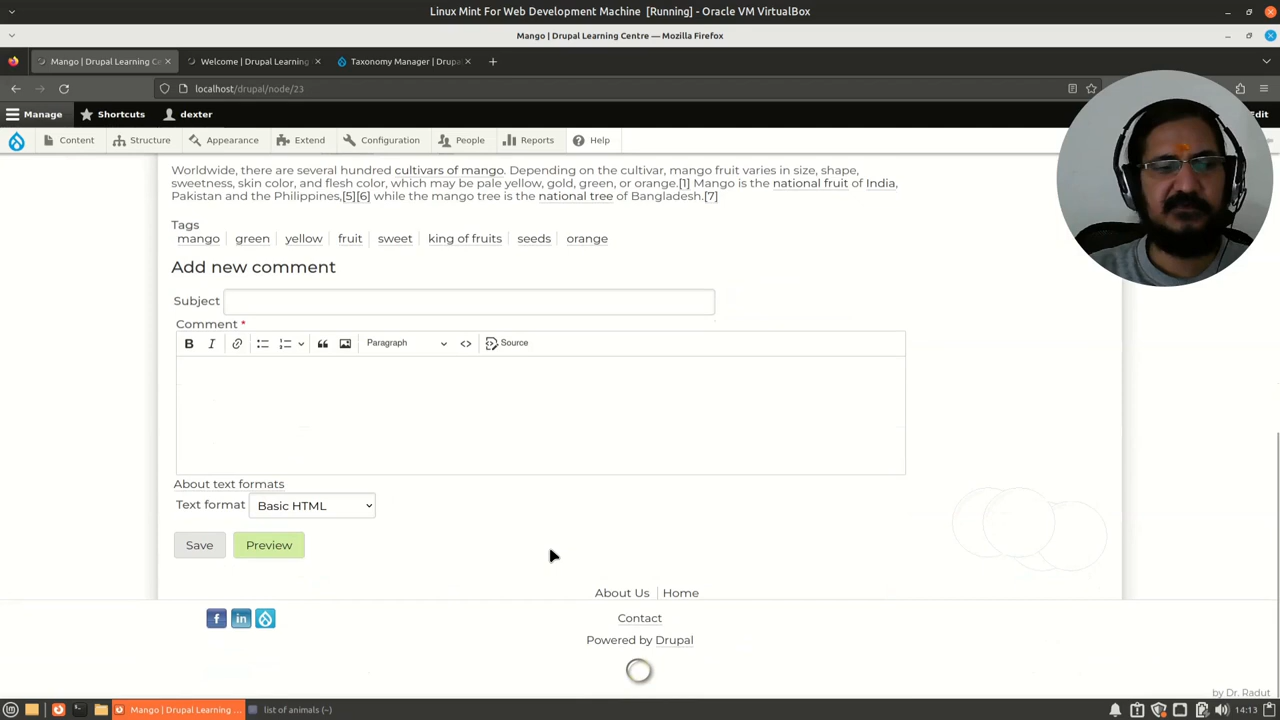 Linux Mint For Web Development Machine [Running] - Oracle VM VirtualBox
Mango | Drupal Learning Centre — Mozilla Firefox
Mango | Drupal Learning Ce
Welcome | Drupal Learning
Taxonomy Manager | Drupa
localhost/drupal/node/23
Manage
Shortcuts
dexter
Edit
Content
Structure
Appearance
Extend
Configuration
People
Reports
Help
Worldwide, there are several hundred cultivars of mango. Depending on the cultivar, mango fruit varies in size, shape,
sweetness, skin color, and flesh color, which may be pale yellow, gold, green, or orange.[1] Mango is the national fruit of India,
Pakistan and the Philippines,[5][6] while the mango tree is the national tree of Bangladesh.[7]
Tags
mango green yellow fruit sweet king of fruits seeds orange
Add new comment
Subject
Comment *
B I Paragraph Source
About text formats
Text format Basic HTML
Save Preview
About Us Home
f in
Contact
Powered by Drupal
by Dr. Radut
Mango | Drupal Learning ...
list of animals (~)
14:13